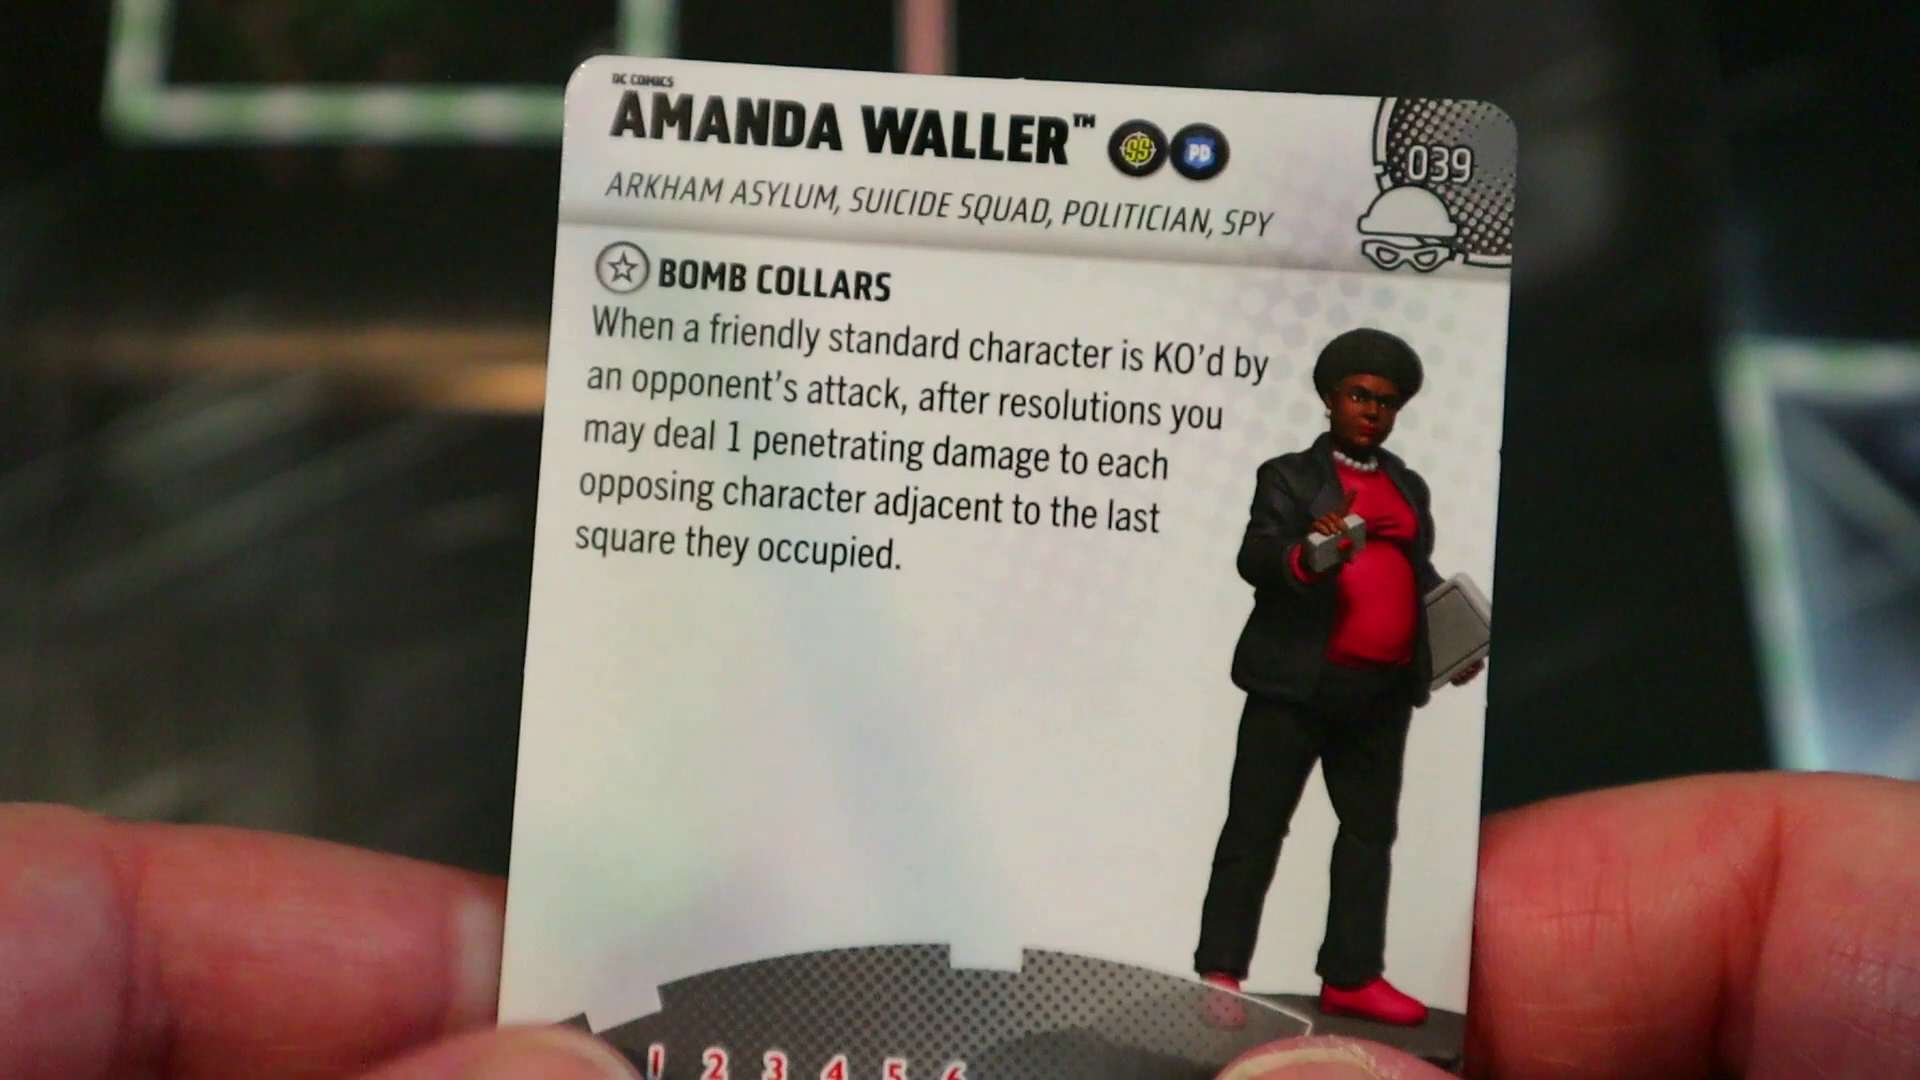 DC COMICS
AMANDA WALLER™ SS PD
039
ARKHAM ASYLUM, SUICIDE SQUAD, POLITICIAN, SPY
BOMB COLLARS
When a friendly standard character is KO'd by
an opponent's attack, after resolutions you
may deal 1 penetrating damage to each
opposing character adjacent to the last
square they occupied.
1 2 3 4 5 6